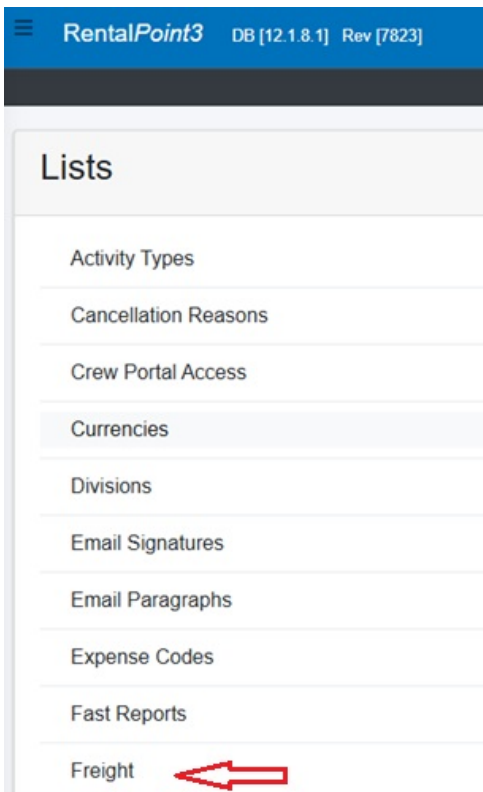 RentalPoint3 DB [12.1.8.1] Rev [7823]
Lists
Activity Types
Cancellation Reasons
Crew Portal Access
Currencies
Divisions
Email Signatures
Email Paragraphs
Expense Codes
Fast Reports
Freight